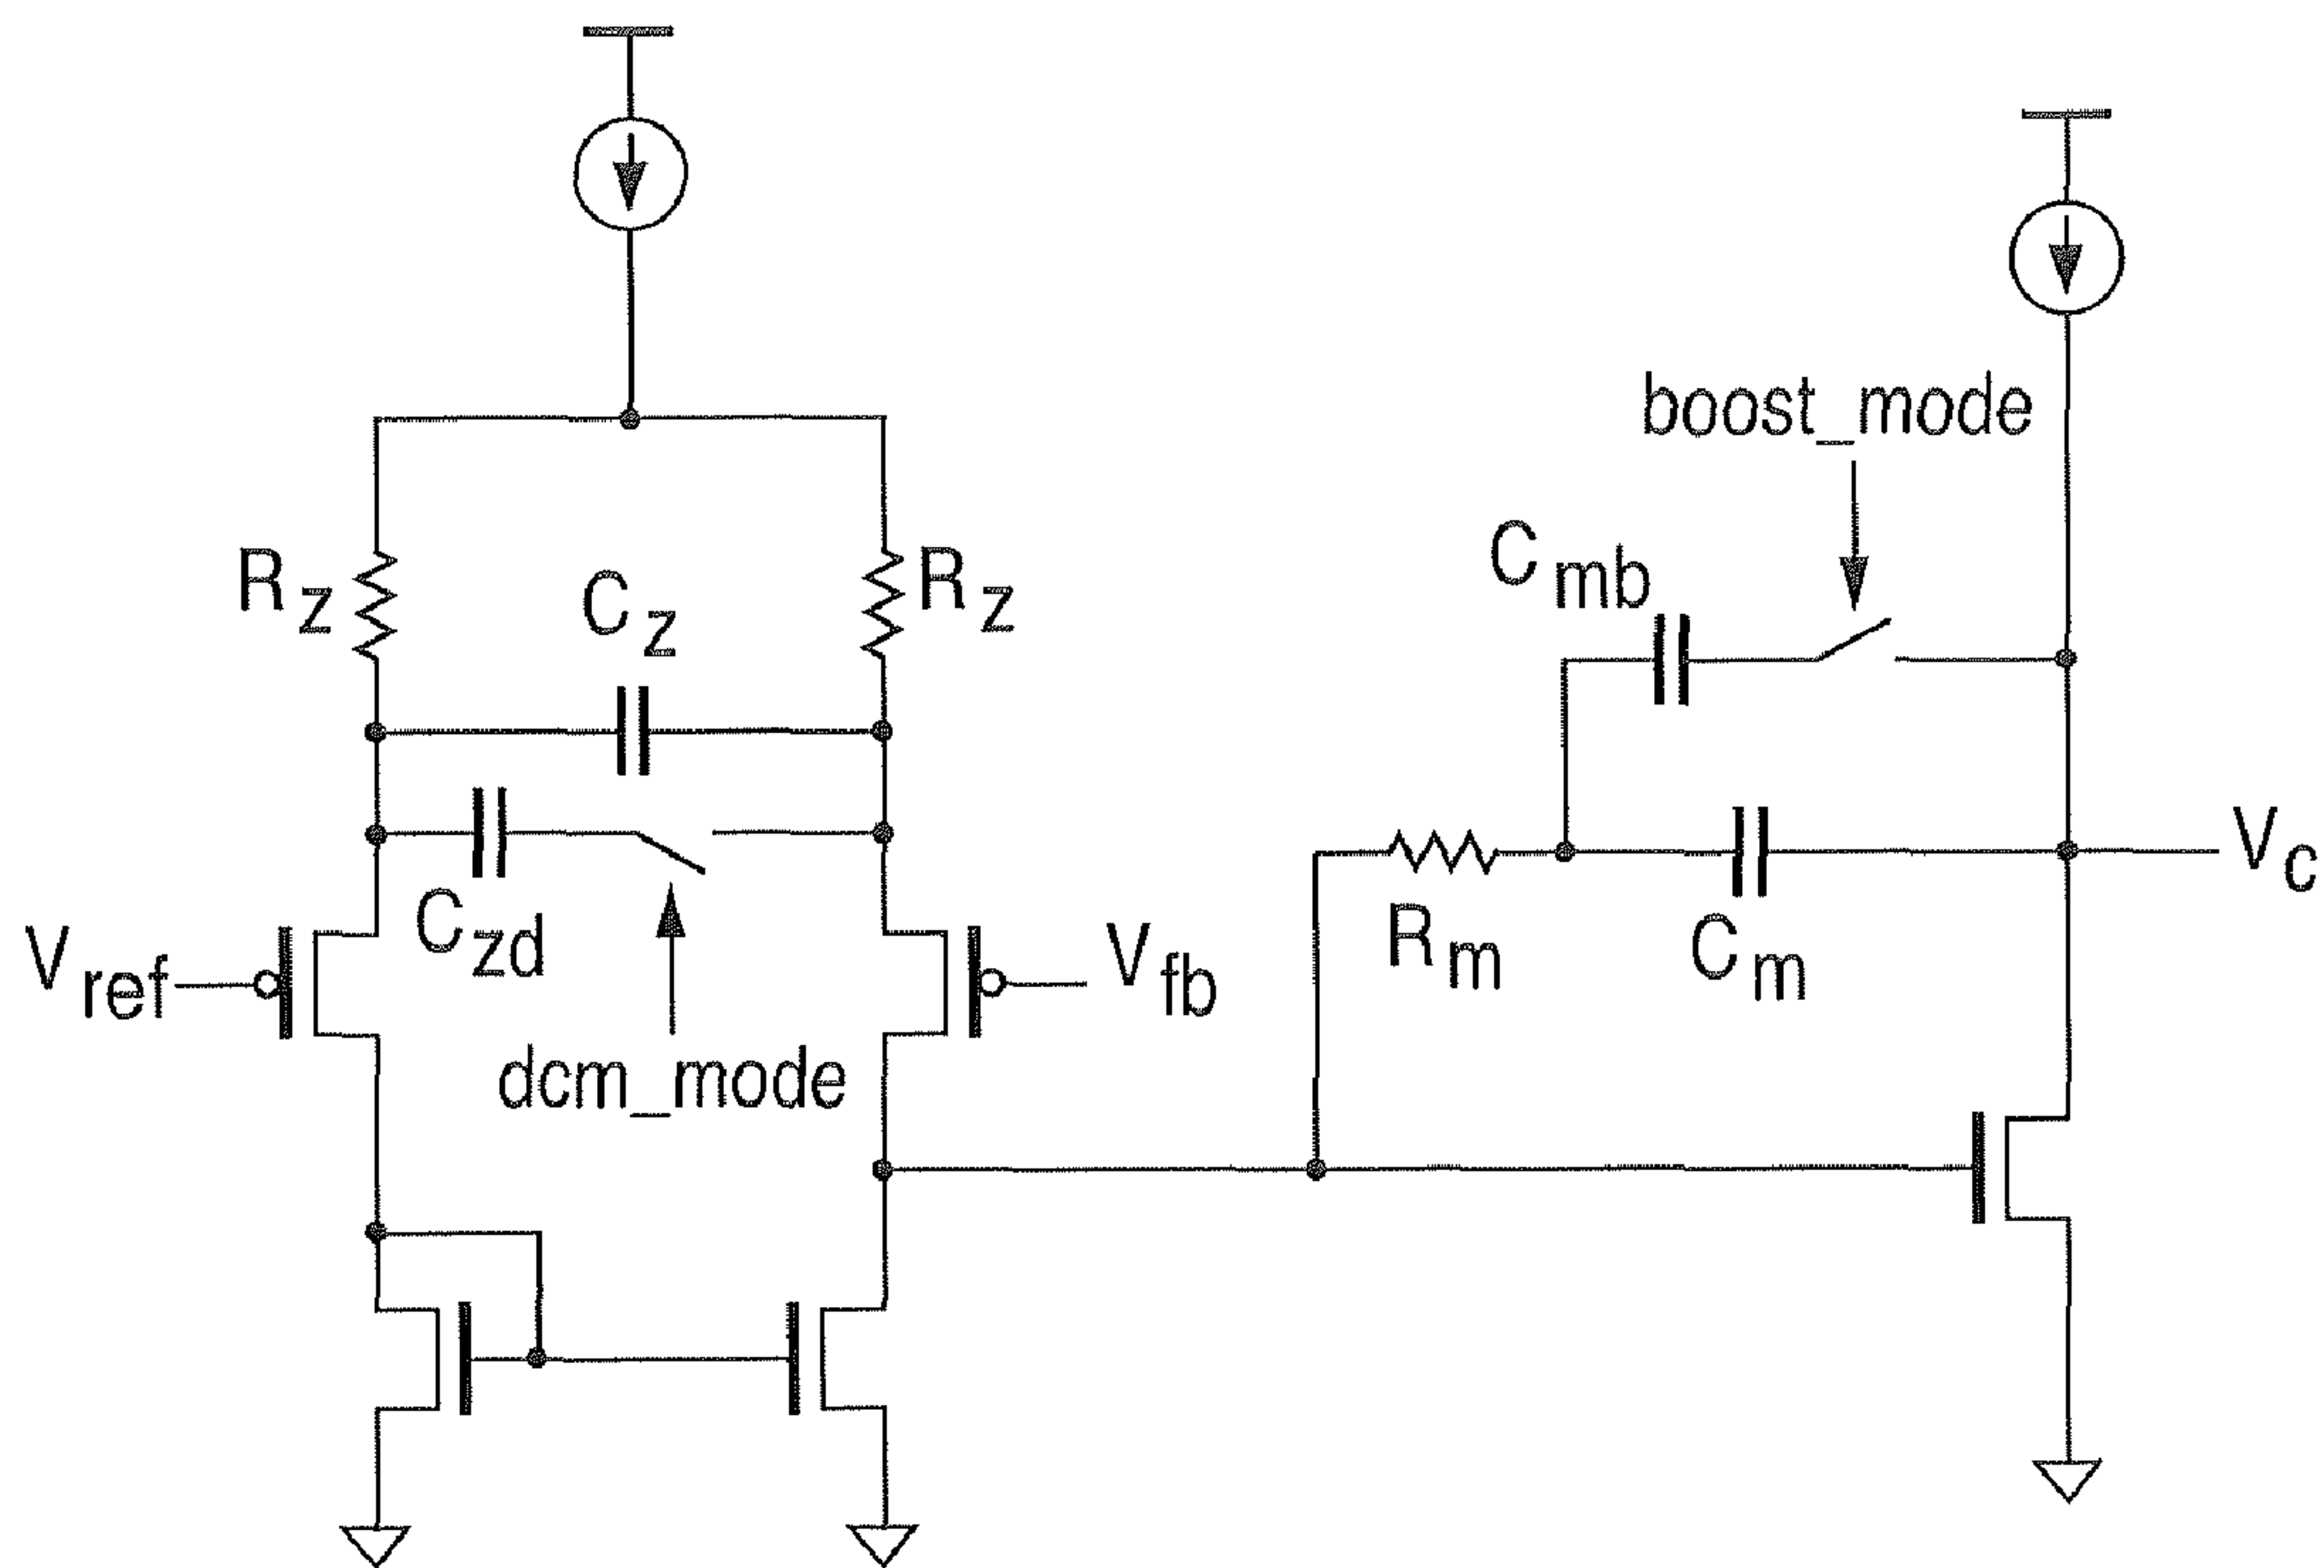 boost_mode
R_z
C_z
R_z
C_mb
V_ref
C_zd
V_fb
R_m
C_m
V_c
dcm_mode